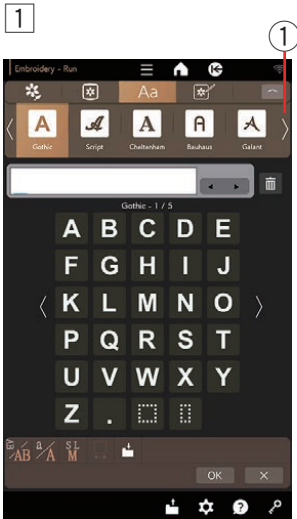 1
1
Embroidery - Run
Aa
A A A A A
Gothic Script Cheltenham Bauhaus Galant
Gothic - 1 / 5
A B C D E
F G H I J
K L M N O
P Q R S T
U V W X Y
Z .
AB a/A S L M
OK ×
?